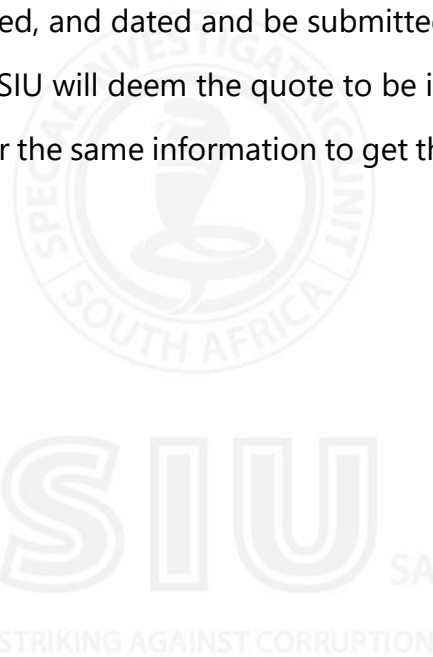 ed, and dated and be submitte
SIU will deem the quote to be i
r the same information to get th
SPECIAL INVESTIGATING UNIT
SOUTH AFRICA
SIU
SA
STRIKING AGAINST CORRUPTION